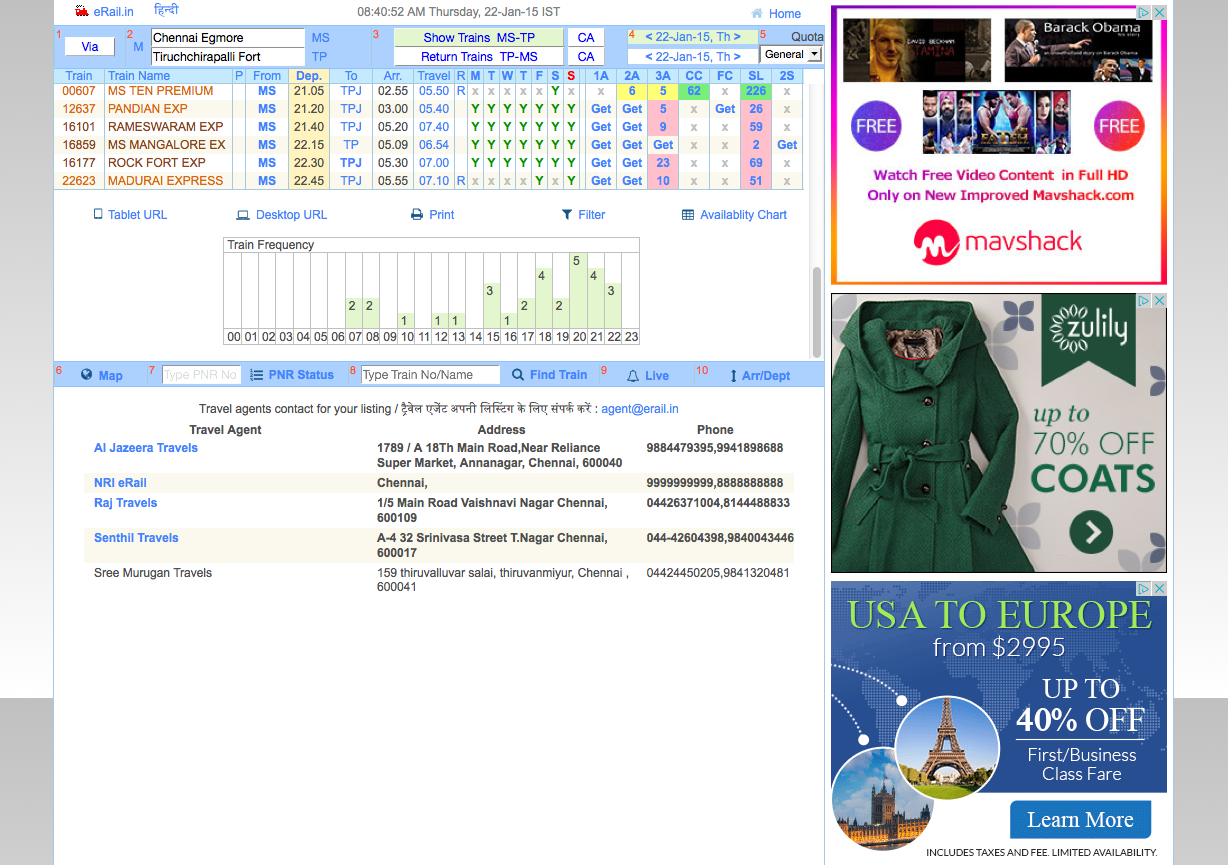 eRail.in हिन्दी 08:40:52 AM Thursday, 22-Jan-15 IST Home
1 Via 2 M Chennai Egmore MS 3 Show Trains MS-TP CA 4 < 22-Jan-15, Th > 5 Quota
Tiruchchirapalli Fort TP Return Trains TP-MS CA < 22-Jan-15, Th > General
Train Train Name P From Dep. To Arr. Travel R M T W T F S S 1A 2A 3A CC FC SL 2S
00607 MS TEN PREMIUM MS 21.05 TPJ 02.55 05.50 R x x x x x Y x x 6 5 62 x 226 x
12637 PANDIAN EXP MS 21.20 TPJ 03.00 05.40 Y Y Y Y Y Y Y Get Get 5 x Get 26 x
16101 RAMESWARAM EXP MS 21.40 TPJ 05.20 07.40 Y Y Y Y Y Y Y Get Get 9 x x 59 x
16859 MS MANGALORE EX MS 22.15 TP 05.09 06.54 Y Y Y Y Y Y Y Get Get Get x x 2 Get
16177 ROCK FORT EXP MS 22.30 TPJ 05.30 07.00 Y Y Y Y Y Y Y Get Get 23 x x 69 x
22623 MADURAI EXPRESS MS 22.45 TPJ 05.55 07.10 R x x x x Y x Y Get Get 10 x x 51 x
Tablet URL Desktop URL Print Filter Availablity Chart
Train Frequency
2 2 1 1 1 3 1 2 4 2 5 4 3
00 01 02 03 04 05 06 07 08 09 10 11 12 13 14 15 16 17 18 19 20 21 22 23
6 Map 7 Type PNR No PNR Status 8 Type Train No/Name Find Train 9 Live 10 Arr/Dept
Travel agents contact for your listing / ट्रैवेल एजेंट अपनी लिस्टिंग के लिए संपर्क करें : agent@erail.in
Travel Agent Address Phone
Al Jazeera Travels 1789 / A 18Th Main Road,Near Reliance 9884479395,9941898688
Super Market, Annanagar, Chennai, 600040
NRI eRail Chennai, 9999999999,8888888888
Raj Travels 1/5 Main Road Vaishnavi Nagar Chennai, 04426371004,8144488833
600109
Senthil Travels A-4 32 Srinivasa Street T.Nagar Chennai, 044-42604398,9840043446
600017
Sree Murugan Travels 159 thiruvalluvar salai, thiruvanmiyur, Chennai , 04424450205,9841320481
600041
DAVID BECKHAM
STAMINA
Barack Obama
FREE
FREE
Watch Free Video Content in Full HD
Only on New Improved Mavshack.com
mavshack
zulily
up to
70% OFF
COATS
USA TO EUROPE
from $2995
UP TO
40% OFF
First/Business
Class Fare
Learn More
INCLUDES TAXES AND FEE. LIMITED AVAILABILITY.